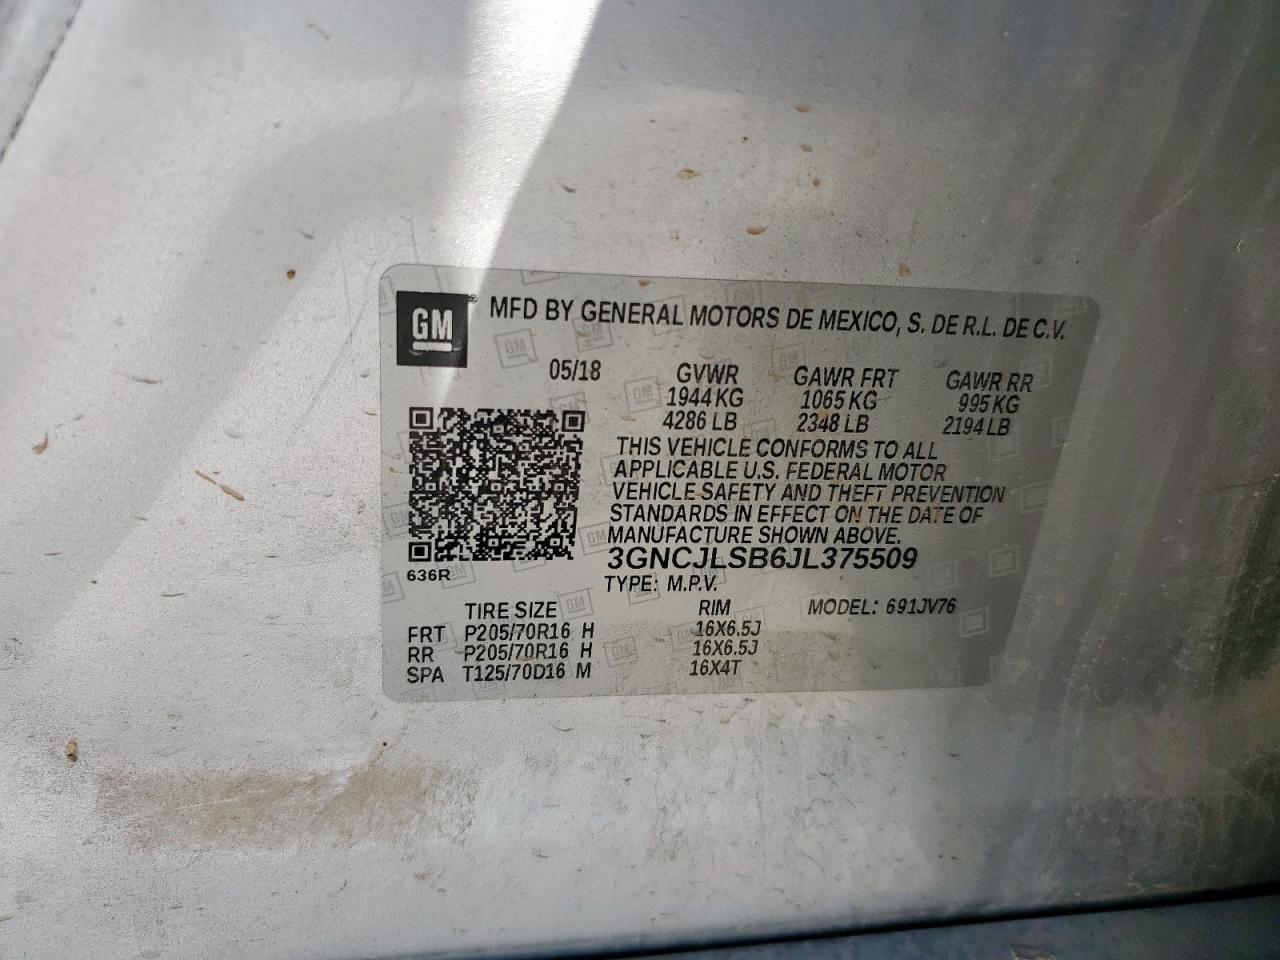 GM® MFD BY GENERAL MOTORS DE MEXICO, S. DE R.L. DE C.V.
05/18 GVWR GAWR FRT GAWR RR
1944 KG 1065 KG 995 KG
4286 LB 2348 LB 2194 LB
THIS VEHICLE CONFORMS TO ALL
APPLICABLE U.S. FEDERAL MOTOR
VEHICLE SAFETY AND THEFT PREVENTION
STANDARDS IN EFFECT ON THE DATE OF
MANUFACTURE SHOWN ABOVE.
3GNCJLSB6JL375509
636R
TYPE: M.P.V.
TIRE SIZE RIM MODEL: 691JV76
FRT P205/70R16 H 16X6.5J
RR P205/70R16 H 16X6.5J
SPA T125/70D16 M 16X4T